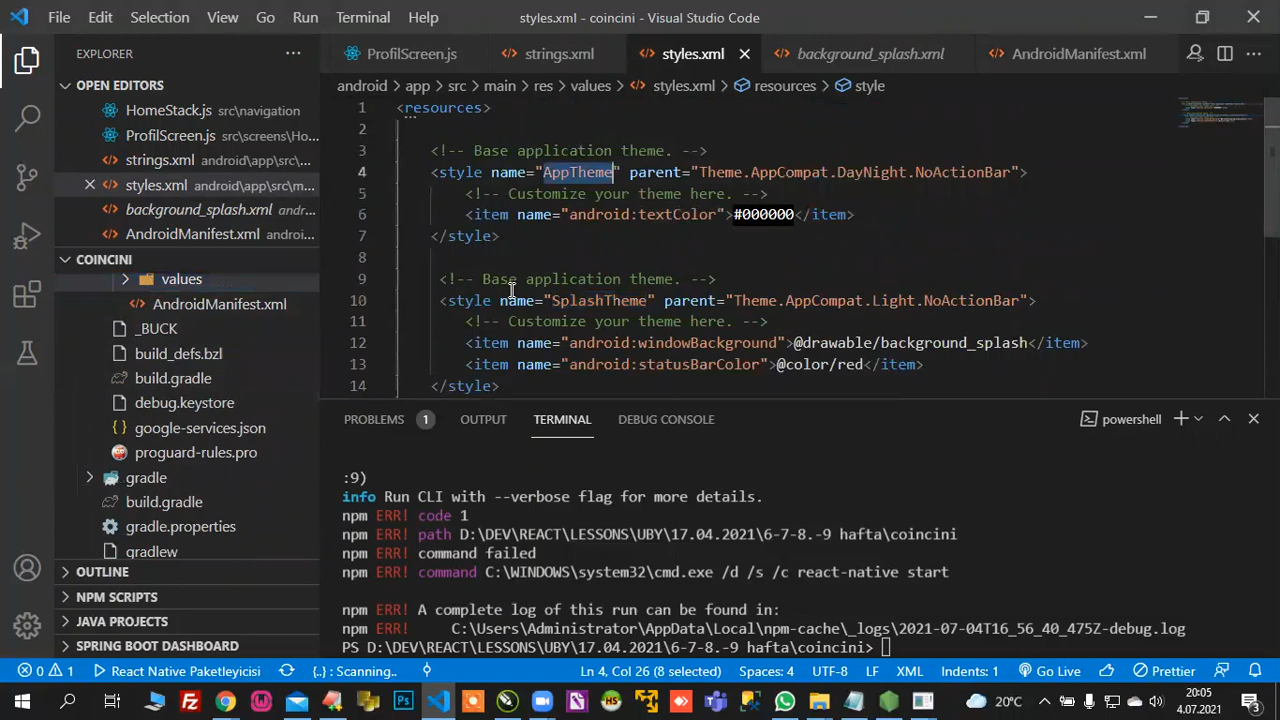 File Edit Selection View Go Run Terminal Help styles.xml - coincini - Visual Studio Code
EXPLORER
OPEN EDITORS
HomeStack.js src\navigation
ProfilScreen.js src\screens\Ho...
strings.xml android\app\src\m...
styles.xml android\app\src\m...
background_splash.xml andro...
AndroidManifest.xml androi...
COINCINI
values
AndroidManifest.xml
_BUCK
build_defs.bzl
build.gradle
debug.keystore
google-services.json
proguard-rules.pro
gradle
build.gradle
gradle.properties
gradlew
OUTLINE
NPM SCRIPTS
JAVA PROJECTS
SPRING BOOT DASHBOARD
ProfilScreen.js strings.xml styles.xml background_splash.xml AndroidManifest.xml
android > app > src > main > res > values > styles.xml > resources > style
1 <resources>
2
3 <!-- Base application theme. -->
4 <style name="AppTheme" parent="Theme.AppCompat.DayNight.NoActionBar">
5 <!-- Customize your theme here. -->
6 <item name="android:textColor">#000000</item>
7 </style>
8
9 <!-- Base application theme. -->
10 <style name="SplashTheme" parent="Theme.AppCompat.Light.NoActionBar">
11 <!-- Customize your theme here. -->
12 <item name="android:windowBackground">@drawable/background_splash</item>
13 <item name="android:statusBarColor">@color/red</item>
14 </style>
PROBLEMS 1 OUTPUT TERMINAL DEBUG CONSOLE powershell
:9)
info Run CLI with --verbose flag for more details.
npm ERR! code 1
npm ERR! path D:\DEV\REACT\LESSONS\UBY\17.04.2021\6-7-8.-9 hafta\coincini
npm ERR! command failed
npm ERR! command C:\WINDOWS\system32\cmd.exe /d /s /c react-native start
npm ERR! A complete log of this run can be found in:
npm ERR! C:\Users\Administrator\AppData\Local\npm-cache\_logs\2021-07-04T16_56_40_475Z-debug.log
PS D:\DEV\REACT\LESSONS\UBY\17.04.2021\6-7-8.-9 hafta\coincini>
0 1 React Native Paketleyicisi {..} : Scanning.. Ln 4, Col 26 (8 selected) Spaces: 4 UTF-8 LF XML Indents: 1 Go Live Prettier
20°C 20:05
4.07.2021
3